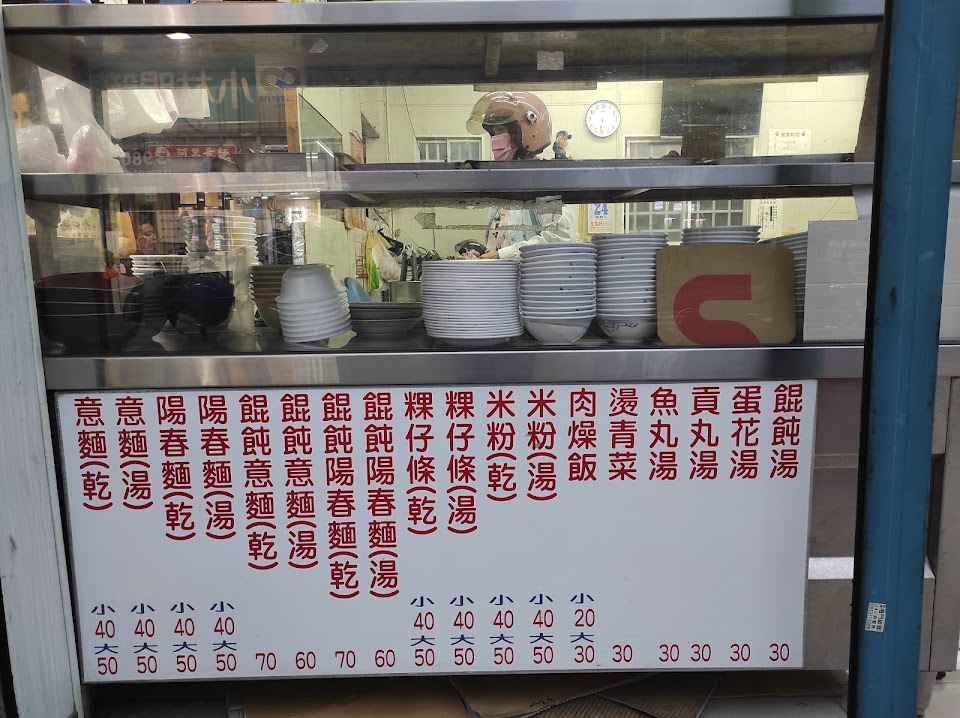 意麵(乾) 小40 大50
意麵(湯) 小40 大50
陽春麵(乾) 小40 大50
陽春麵(湯) 小40 大50
餛飩意麵(乾) 70
餛飩意麵(湯) 60
餛飩陽春麵(乾) 70
餛飩陽春麵(湯) 60
粿仔條(乾) 小40 大50
粿仔條(湯) 小40 大50
米粉(乾) 小40 大50
米粉(湯) 小40 大50
肉燥飯 小20 大30
燙青菜 30
魚丸湯 30
貢丸湯 30
蛋花湯 30
餛飩湯 30
24